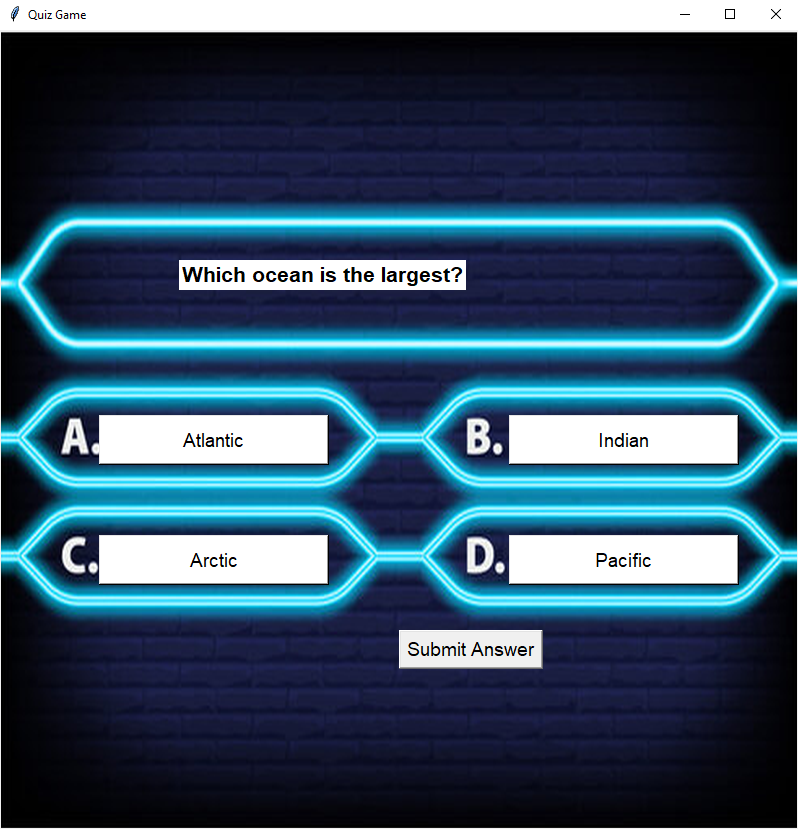 Quiz Game
Which ocean is the largest?
A. Atlantic
B. Indian
C. Arctic
D. Pacific
Submit Answer